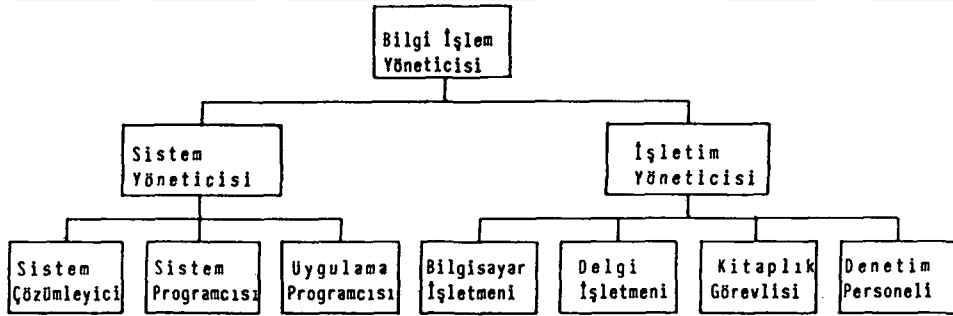 Bilgi İşlem
Yöneticisi
Sistem
Yöneticisi
İşletim
Yöneticisi
Sistem
Çözümleyici
Sistem
Programcısı
Uygulama
Programcısı
Bilgisayar
İşletmeni
Delgi
İşletmeni
Kitaplık
Görevlisi
Denetim
Personeli